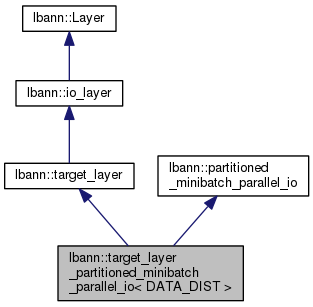 lbann::Layer
lbann::io_layer
lbann::target_layer
lbann::partitioned
_minibatch_parallel_io
lbann::target_layer
_partitioned_minibatch
_parallel_io< DATA_DIST >